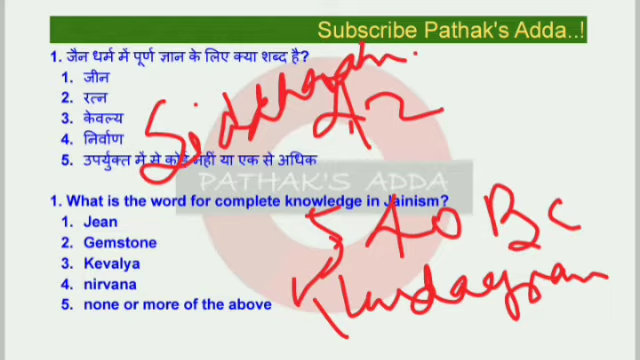 Subscribe Pathak's Adda..!
1. जैन धर्म में पूर्ण ज्ञान के लिए क्या शब्द है?
1. जीन
2. रत्न
3. केवल्य
4. निर्वाण
5. उपर्युक्त में से कोई नहीं या एक से अधिक
PATHAK'S ADDA
1. What is the word for complete knowledge in Jainism?
1. Jean
2. Gemstone
3. Kevalya
4. nirvana
5. none or more of the above
540 BC